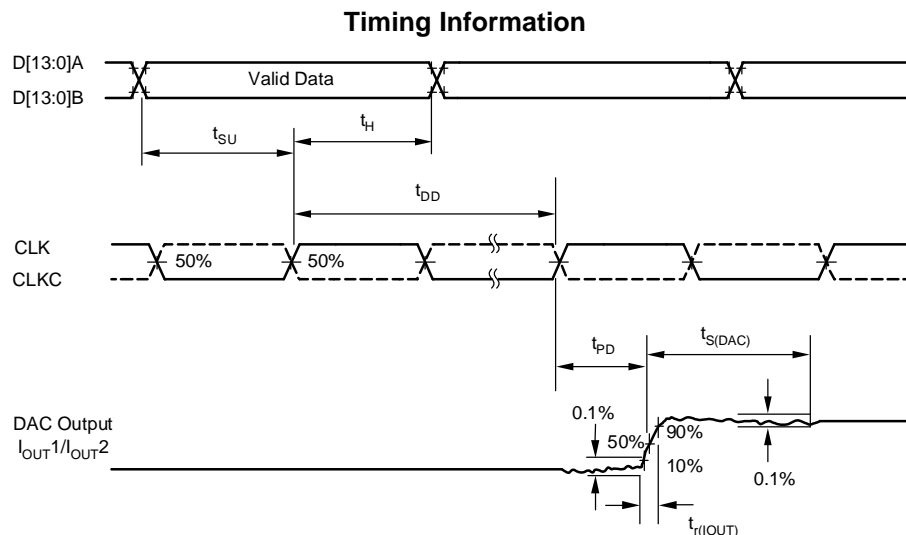 Timing Information
D[13:0]A
Valid Data
D[13:0]B
tSU
tH
tDD
CLK
50%
50%
CLKC
tPD
tS(DAC)
DAC Output
IOUT1/IOUT2
0.1%
50%
90%
10%
0.1%
tr(IOUT)